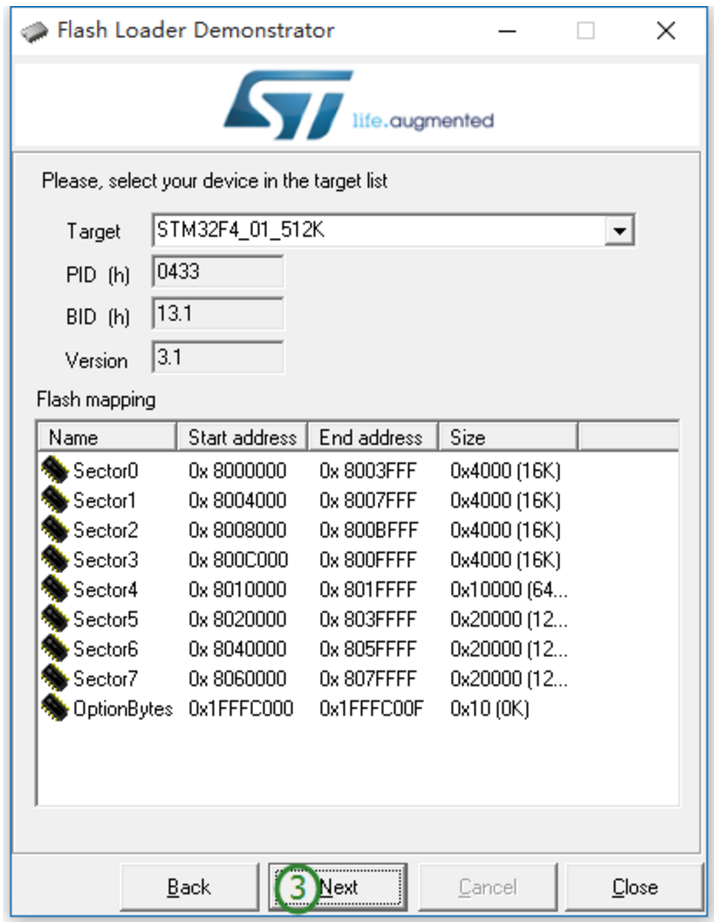 Flash Loader Demonstrator
life.augmented
Please, select your device in the target list
Target STM32F4_01_512K
PID (h) 0433
BID (h) 13.1
Version 3.1
Flash mapping
Name Start address End address Size
Sector0 0x 8000000 0x 8003FFF 0x4000 (16K)
Sector1 0x 8004000 0x 8007FFF 0x4000 (16K)
Sector2 0x 8008000 0x 800BFFF 0x4000 (16K)
Sector3 0x 800C000 0x 800FFFF 0x4000 (16K)
Sector4 0x 8010000 0x 801FFFF 0x10000 (64...
Sector5 0x 8020000 0x 803FFFF 0x20000 (12...
Sector6 0x 8040000 0x 805FFFF 0x20000 (12...
Sector7 0x 8060000 0x 807FFFF 0x20000 (12...
OptionBytes 0x1FFFC000 0x1FFFC00F 0x10 (0K)
Back 3 Next Cancel Close